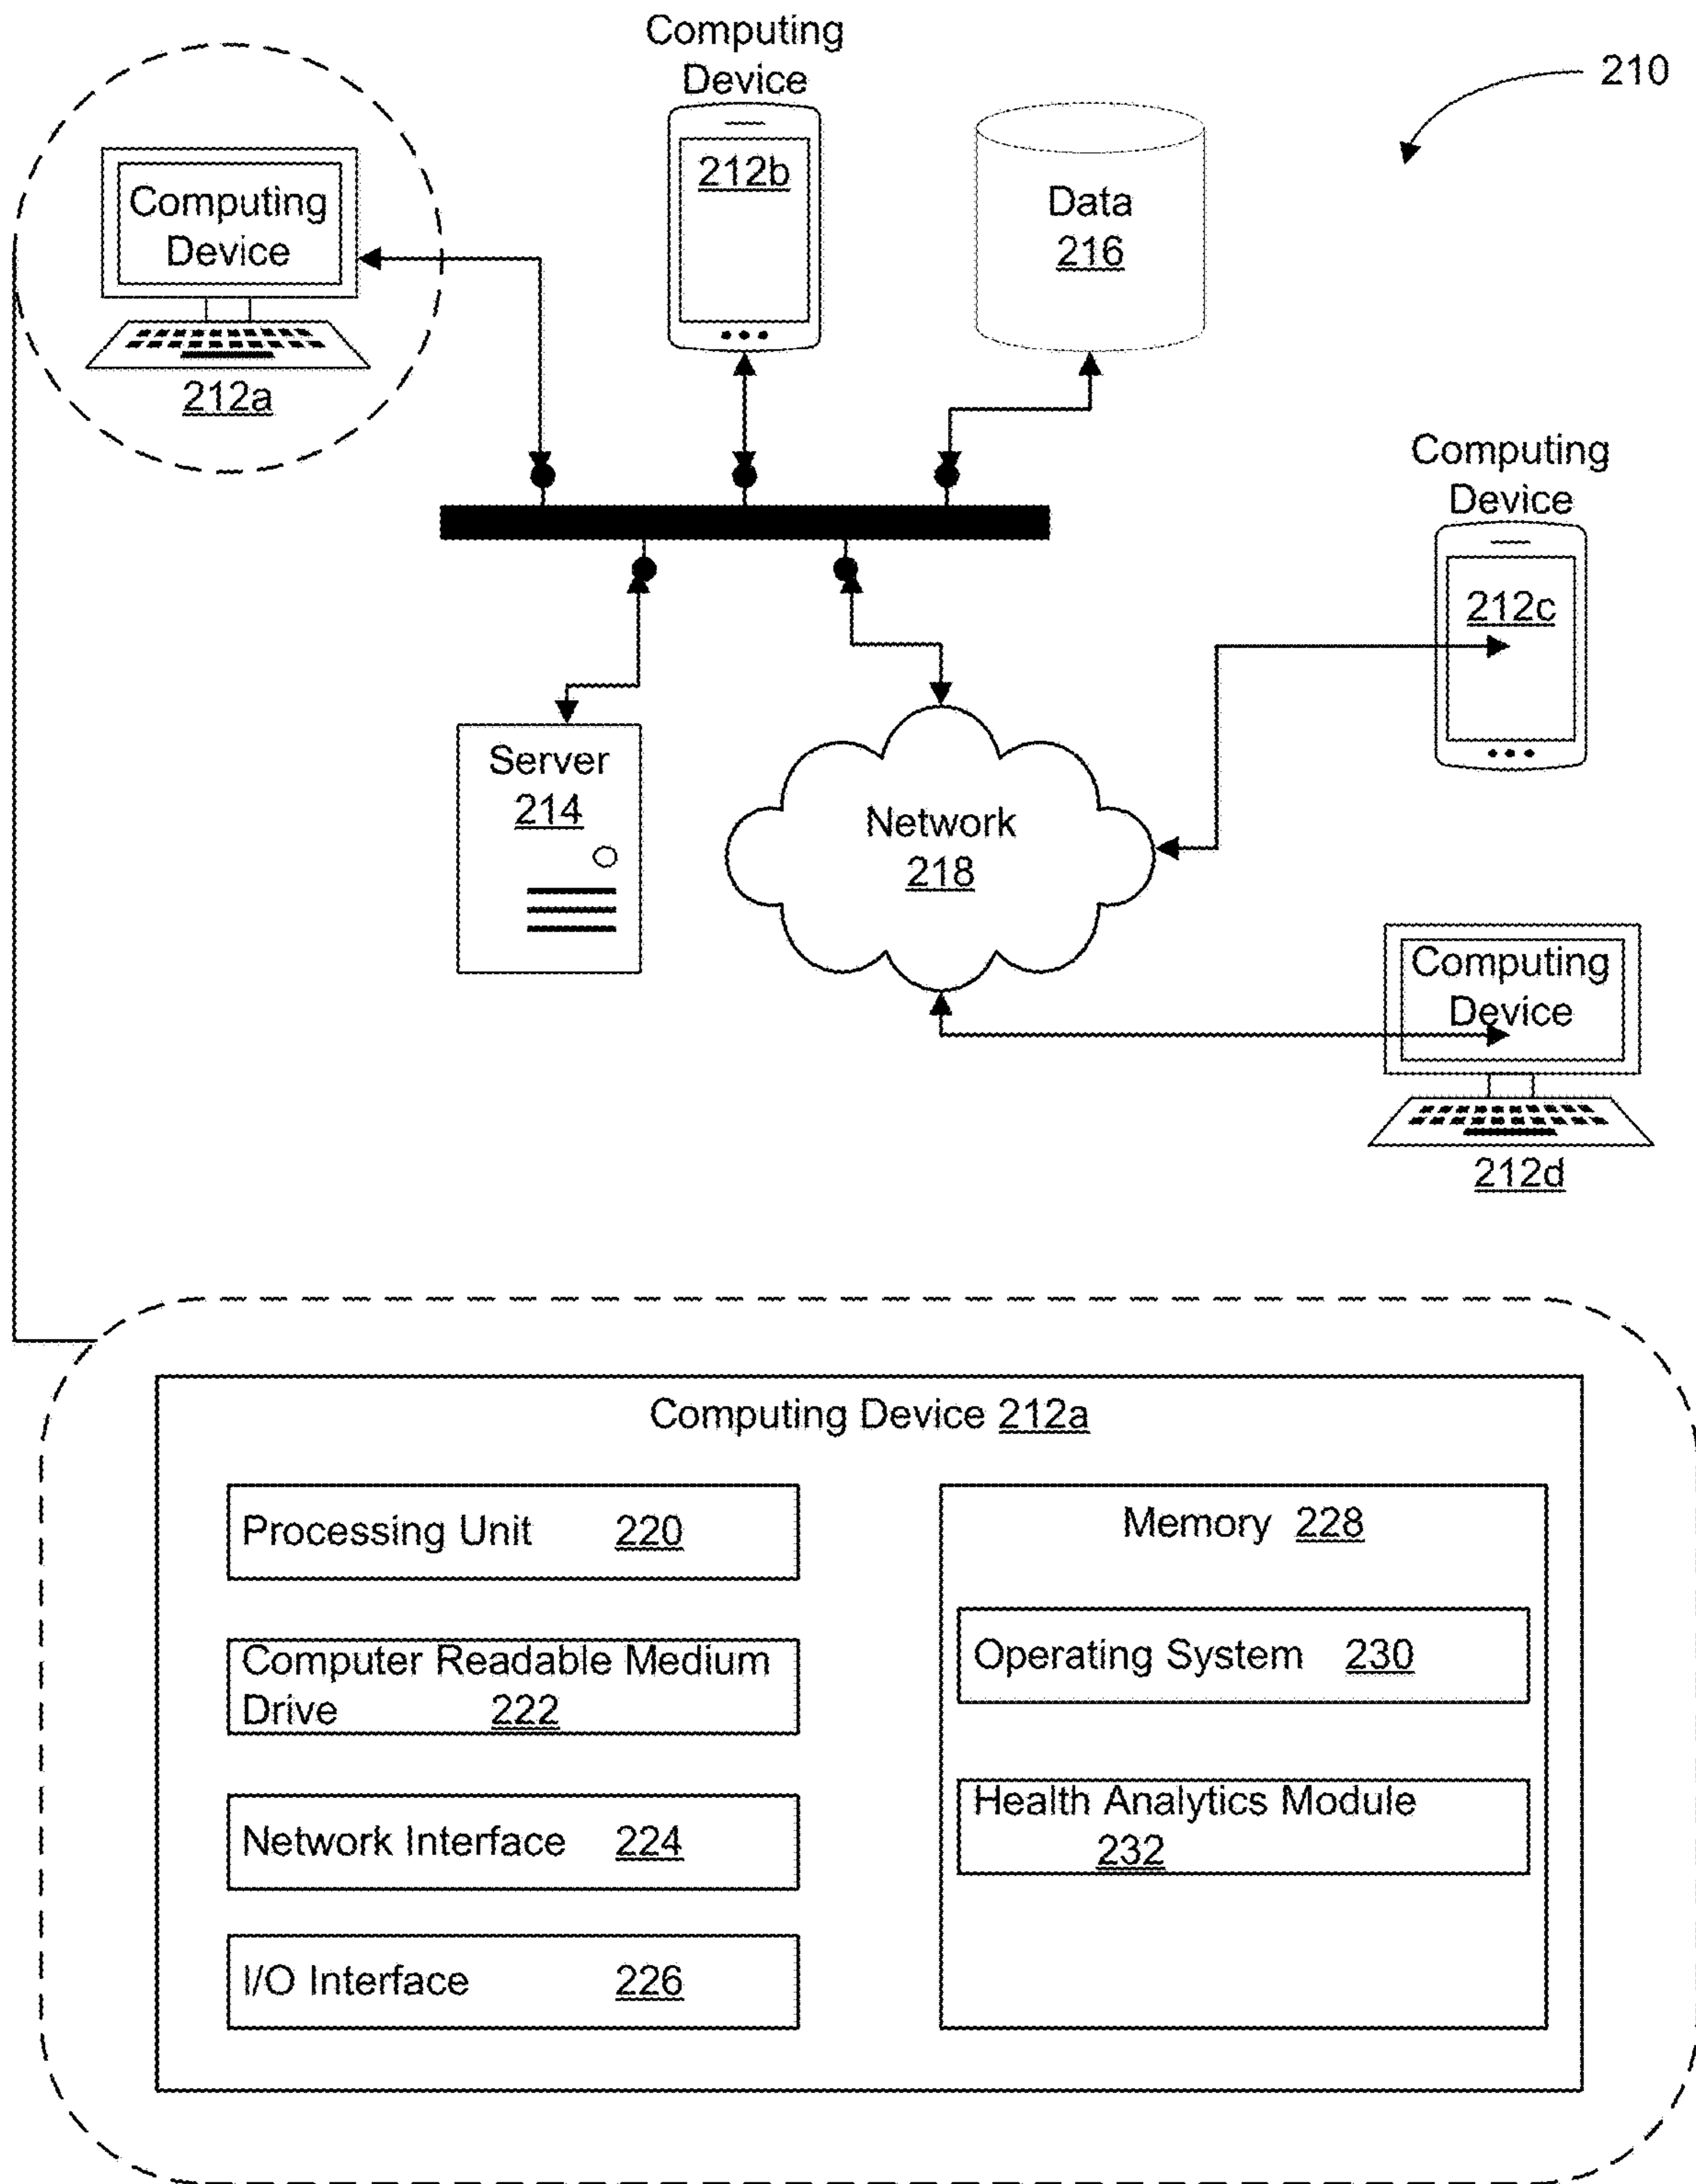 Computing
Device
212b
210
Computing
Device
212a
Data
216
Computing
Device
212c
Server
214
Network
218
Computing
Device
212d
Computing Device 212a
Processing Unit 220
Computer Readable Medium
Drive 222
Network Interface 224
I/O Interface 226
Memory 228
Operating System 230
Health Analytics Module
232